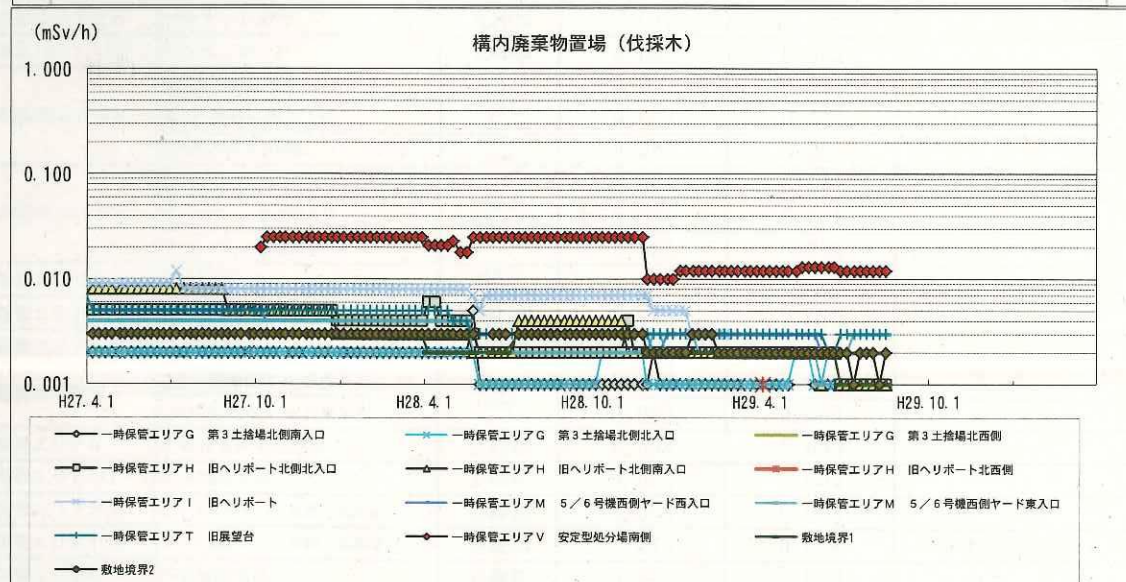 (mSv/h)
構内廃棄物置場（伐採木）
1.000
0.100
0.010
0.001
H27.4.1 H27.10.1 H28.4.1 H28.10.1 H29.4.1 H29.10.1
一時保管エリアG 第3土捨場北側南入口 一時保管エリアG 第3土捨場北側北入口 一時保管エリアG 第3土捨場北西側
一時保管エリアH 旧ヘリポート北側北入口 一時保管エリアH 旧ヘリポート北側南入口 一時保管エリアH 旧ヘリポート北西側
一時保管エリアI 旧ヘリポート 一時保管エリアM 5／6号機西側ヤード西入口 一時保管エリアM 5／6号機西側ヤード東入口
一時保管エリアT 旧展望台 一時保管エリアV 安定型処分場南側 敷地境界1
敷地境界2